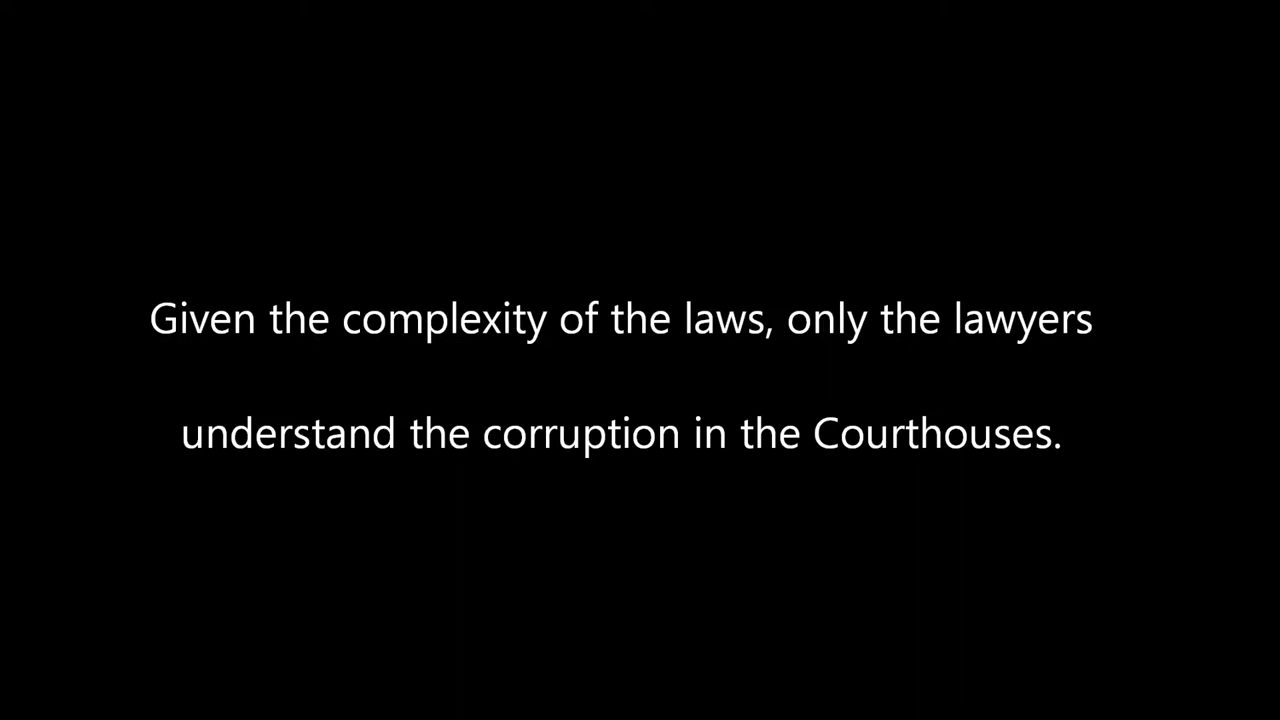 Given the complexity of the laws, only the lawyers
understand the corruption in the Courthouses.